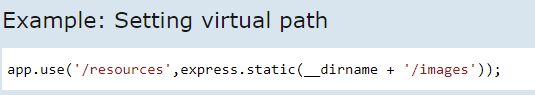 Example: Setting virtual path
app.use('/resources',express.static(__dirname + '/images'));